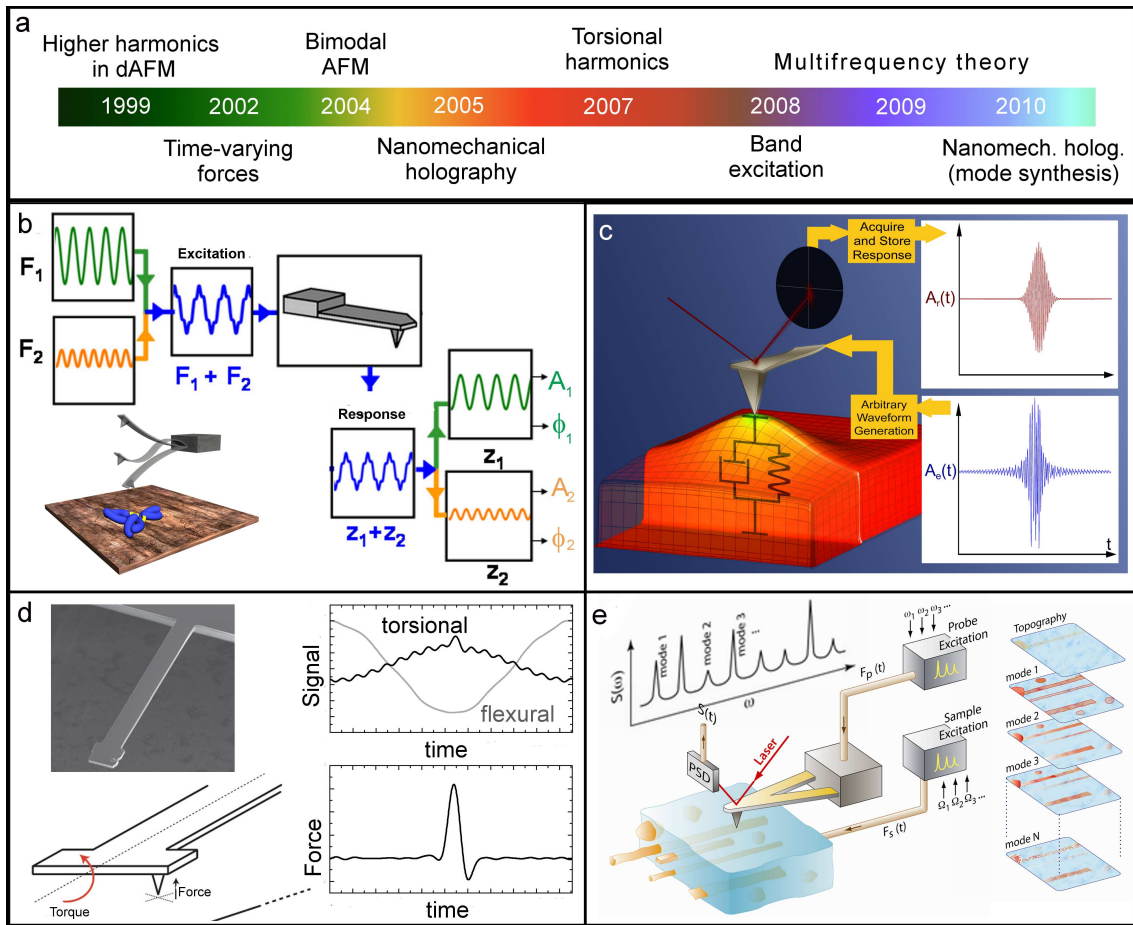 a
Higher harmonics
in dAFM
Bimodal
AFM
Torsional
harmonics
Multifrequency theory
1999 2002 2004 2005 2007 2008 2009 2010
Time-varying
forces
Nanomechanical
holography
Band
excitation
Nanomech. holog.
(mode synthesis)
b
F1
F2
Excitation
F1 + F2
Response
z1+z2
A1
ϕ1
z1
A2
ϕ2
z2
c
Acquire
and Store
Response
Ar(t)
Arbitrary
Waveform
Generation
Ae(t)
t
d
torsional
flexural
Signal
time
Force
time
Torque
Force
e
S(ω)
mode 1
mode 2
mode 3
...
ω
S(t)
PSD
Laser
Fp (t)
ω1 ω2 ω3 ...
Probe
Excitation
Sample
Excitation
Ω1 Ω2 Ω3 ...
Fs (t)
Topography
mode 1
mode 2
mode 3
mode N